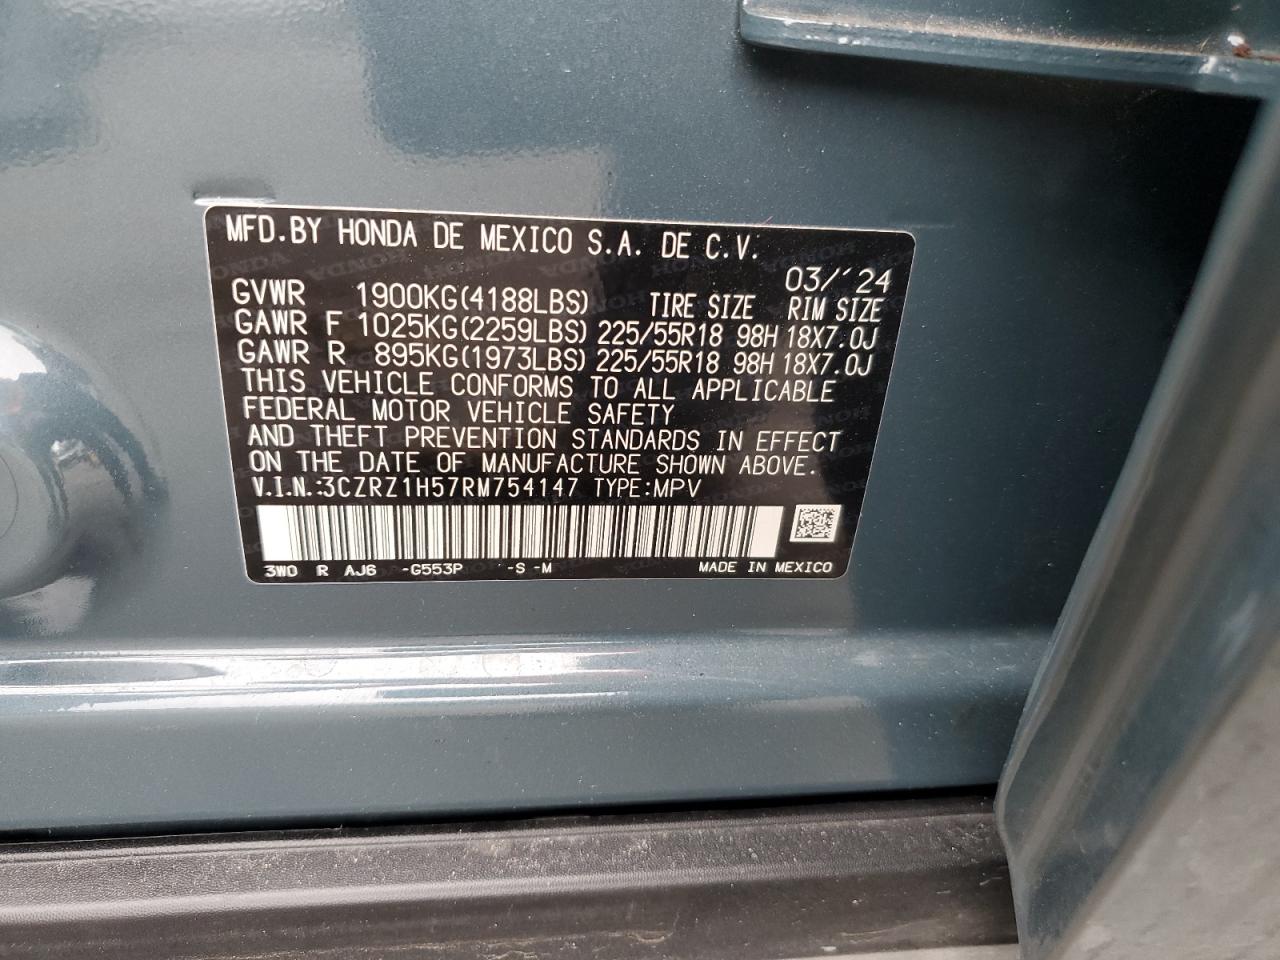 MFD.BY HONDA DE MEXICO S.A. DE C.V.
03/'24
GVWR 1900KG(4188LBS) TIRE SIZE RIM SIZE
GAWR F 1025KG(2259LBS) 225/55R18 98H 18X7.0J
GAWR R 895KG(1973LBS) 225/55R18 98H 18X7.0J
THIS VEHICLE CONFORMS TO ALL APPLICABLE
FEDERAL MOTOR VEHICLE SAFETY
AND THEFT PREVENTION STANDARDS IN EFFECT
ON THE DATE OF MANUFACTURE SHOWN ABOVE.
V.I.N.:3CZRZ1H57RM754147 TYPE:MPV
3W0 R AJ6 -G553P -S -M MADE IN MEXICO